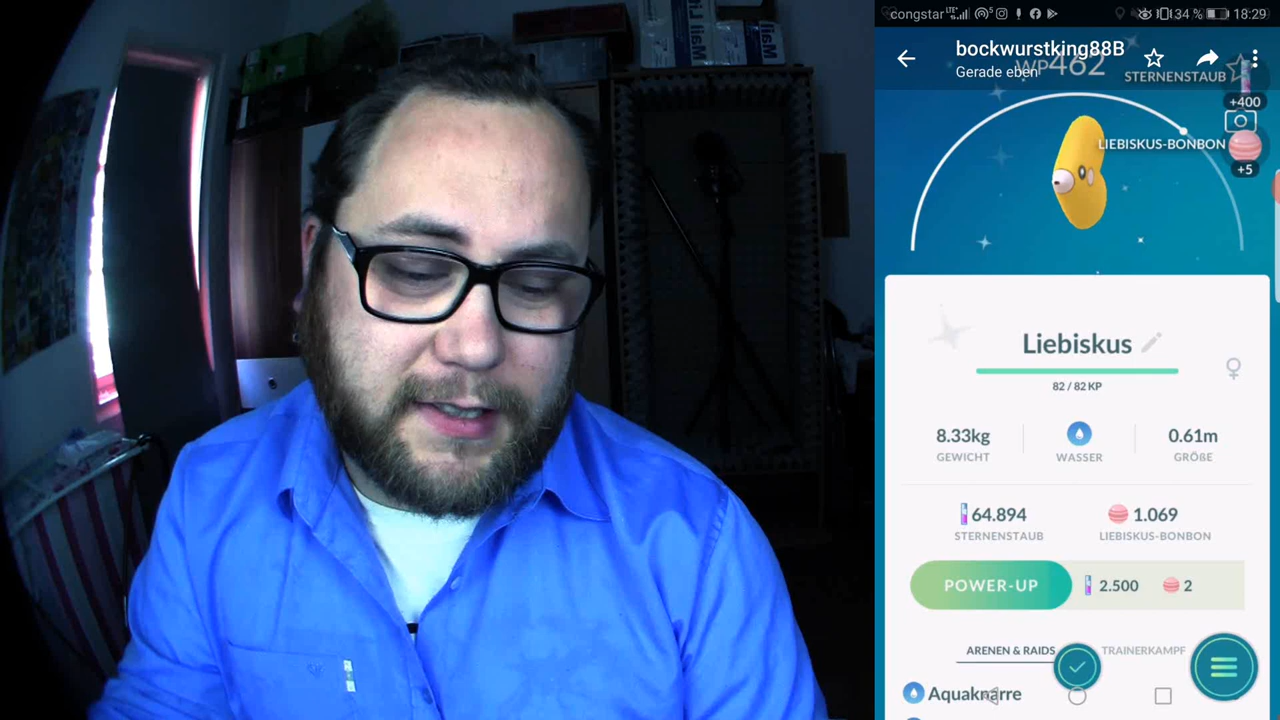 congstar 34 % 18:29
bockwurstking88B
Gerade eben
WP462
STERNENSTAUB
+400
LIEBISKUS-BONBON
+5
Liebiskus
82 / 82 KP
8.33kg
GEWICHT
WASSER
0.61m
GRÖßE
64.894
STERNENSTAUB
1.069
LIEBISKUS-BONBON
POWER-UP 2.500 2
ARENEN & RAIDS TRAINERKAMPF
Aquaknarre